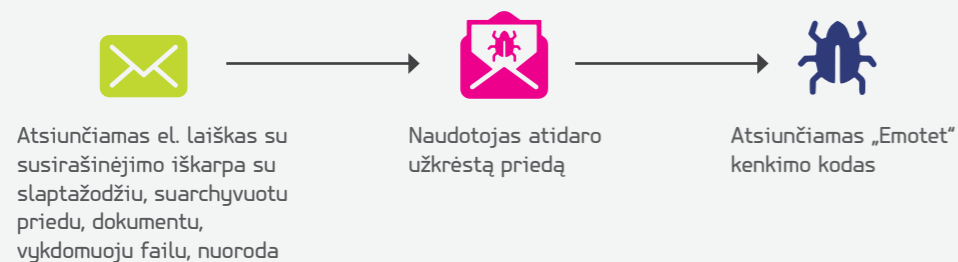 Atsiunčiamas el. laiškas su
susirašinėjimo iškarpa su
slaptažodžiu, suarchyvuotu
priedu, dokumentu,
vykdomuoju failu, nuoroda
Naudotojas atidaro
užkrėstą priedą
Atsiunčiamas „Emotet“
kenkimo kodas